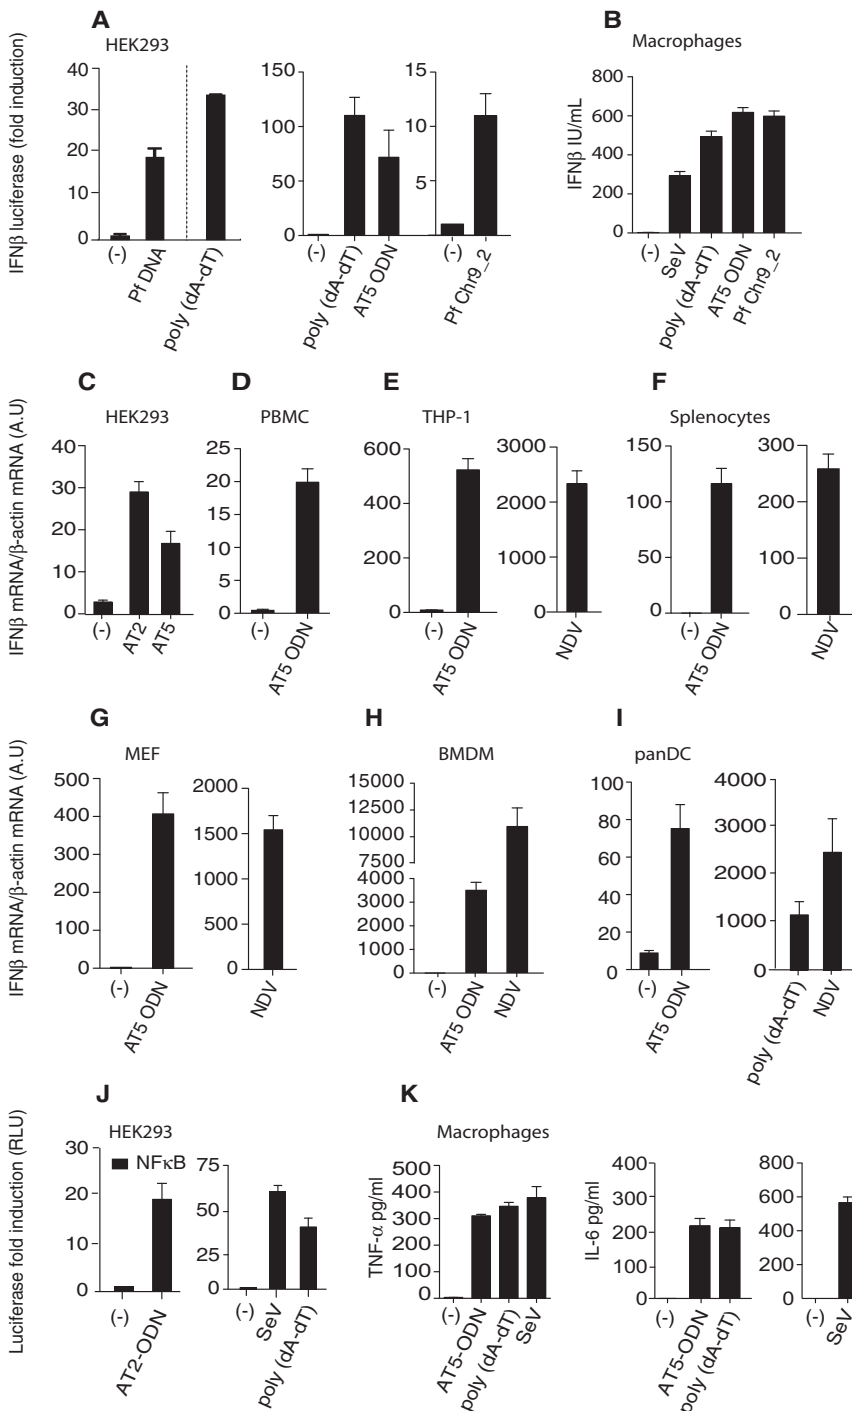 A
HEK293
IFNβ luciferase (fold induction)
40
30
20
10
0
(-)
Pf DNA
poly (dA-dT)
150
100
50
0
(-)
poly (dA-dT)
AT5 ODN
15
10
5
0
(-)
Pf Chr9_2
B
Macrophages
IFNβ IU/mL
800
600
400
200
0
(-)
SeV
poly (dA-dT)
AT5 ODN
Pf Chr9_2
C
HEK293
IFNβ mRNA/β-actin mRNA (A.U)
40
30
20
10
0
(-)
AT2
AT5
D
PBMC
25
20
15
10
5
0
(-)
AT5 ODN
E
THP-1
600
400
200
0
(-)
AT5 ODN
3000
2000
1000
0
NDV
F
Splenocytes
150
100
50
0
(-)
AT5 ODN
300
200
100
0
NDV
G
MEF
IFNβ mRNA/β-actin mRNA (A.U)
500
400
300
200
100
0
(-)
AT5 ODN
2000
1500
1000
500
0
NDV
H
BMDM
15000
12500
10000
7500
4000
3000
2000
1000
0
(-)
AT5 ODN
NDV
I
panDC
100
80
60
40
20
0
(-)
AT5 ODN
4000
3000
2000
1000
0
poly (dA-dT)
NDV
J
HEK293
Luciferase fold induction (RLU)
NFκB
30
20
10
0
(-)
AT2-ODN
75
50
25
0
(-)
SeV
poly (dA-dT)
K
Macrophages
TNF-α pg/ml
500
400
300
200
100
0
(-)
AT5-ODN
poly (dA-dT)
SeV
IL-6 pg/ml
400
300
200
100
0
(-)
AT5-ODN
poly (dA-dT)
800
600
400
200
0
(-)
SeV